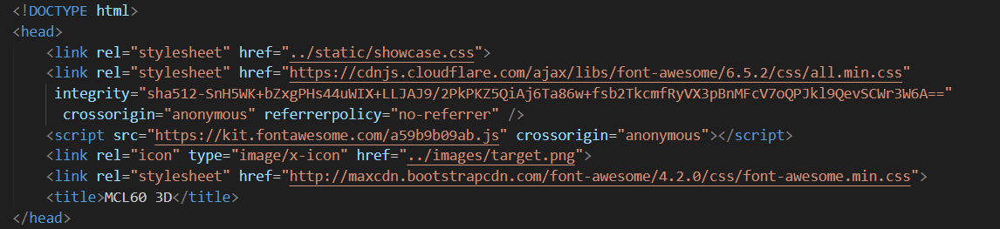 <!DOCTYPE html>
<head>
    <link rel="stylesheet" href="../static/showcase.css">
    <link rel="stylesheet" href="https://cdnjs.cloudflare.com/ajax/libs/font-awesome/6.5.2/css/all.min.css"
     integrity="sha512-SnH5WK+bZxgPHs44uWIX+LLJAJ9/2PkPKZ5QiAj6Ta86w+fsb2TkcmfRyVX3pBnMFcV7oQPJkl9QevSCWr3W6A=="
      crossorigin="anonymous" referrerpolicy="no-referrer" />
    <script src="https://kit.fontawesome.com/a59b9b09ab.js" crossorigin="anonymous"></script>
    <link rel="icon" type="image/x-icon" href="../images/target.png">
    <link rel="stylesheet" href="http://maxcdn.bootstrapcdn.com/font-awesome/4.2.0/css/font-awesome.min.css">
    <title>MCL60 3D</title>
</head>